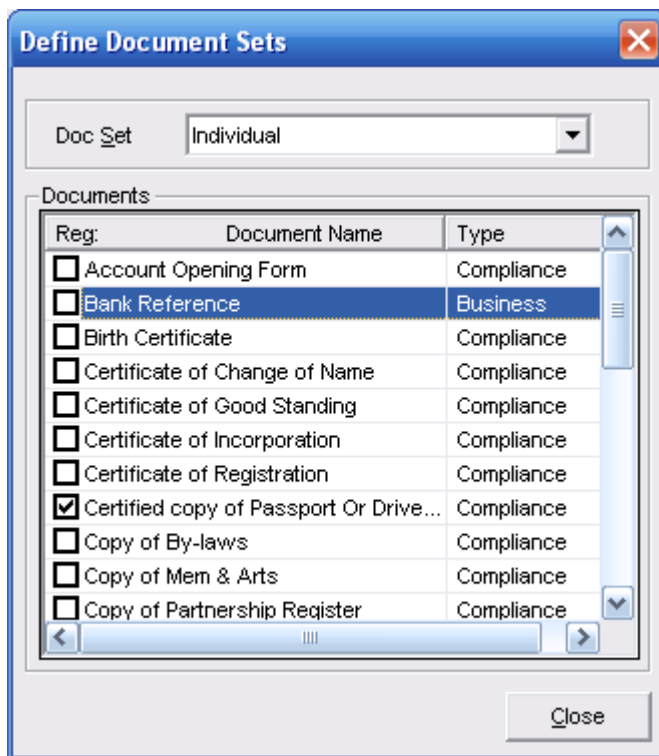 Define Document Sets
Doc Set Individual
Documents
Reg: Document Name Type
Account Opening Form Compliance
Bank Reference Business
Birth Certificate Compliance
Certificate of Change of Name Compliance
Certificate of Good Standing Compliance
Certificate of Incorporation Compliance
Certificate of Registration Compliance
Certified copy of Passport Or Drive... Compliance
Copy of By-laws Compliance
Copy of Mem & Arts Compliance
Copy of Partnership Register Compliance
Close